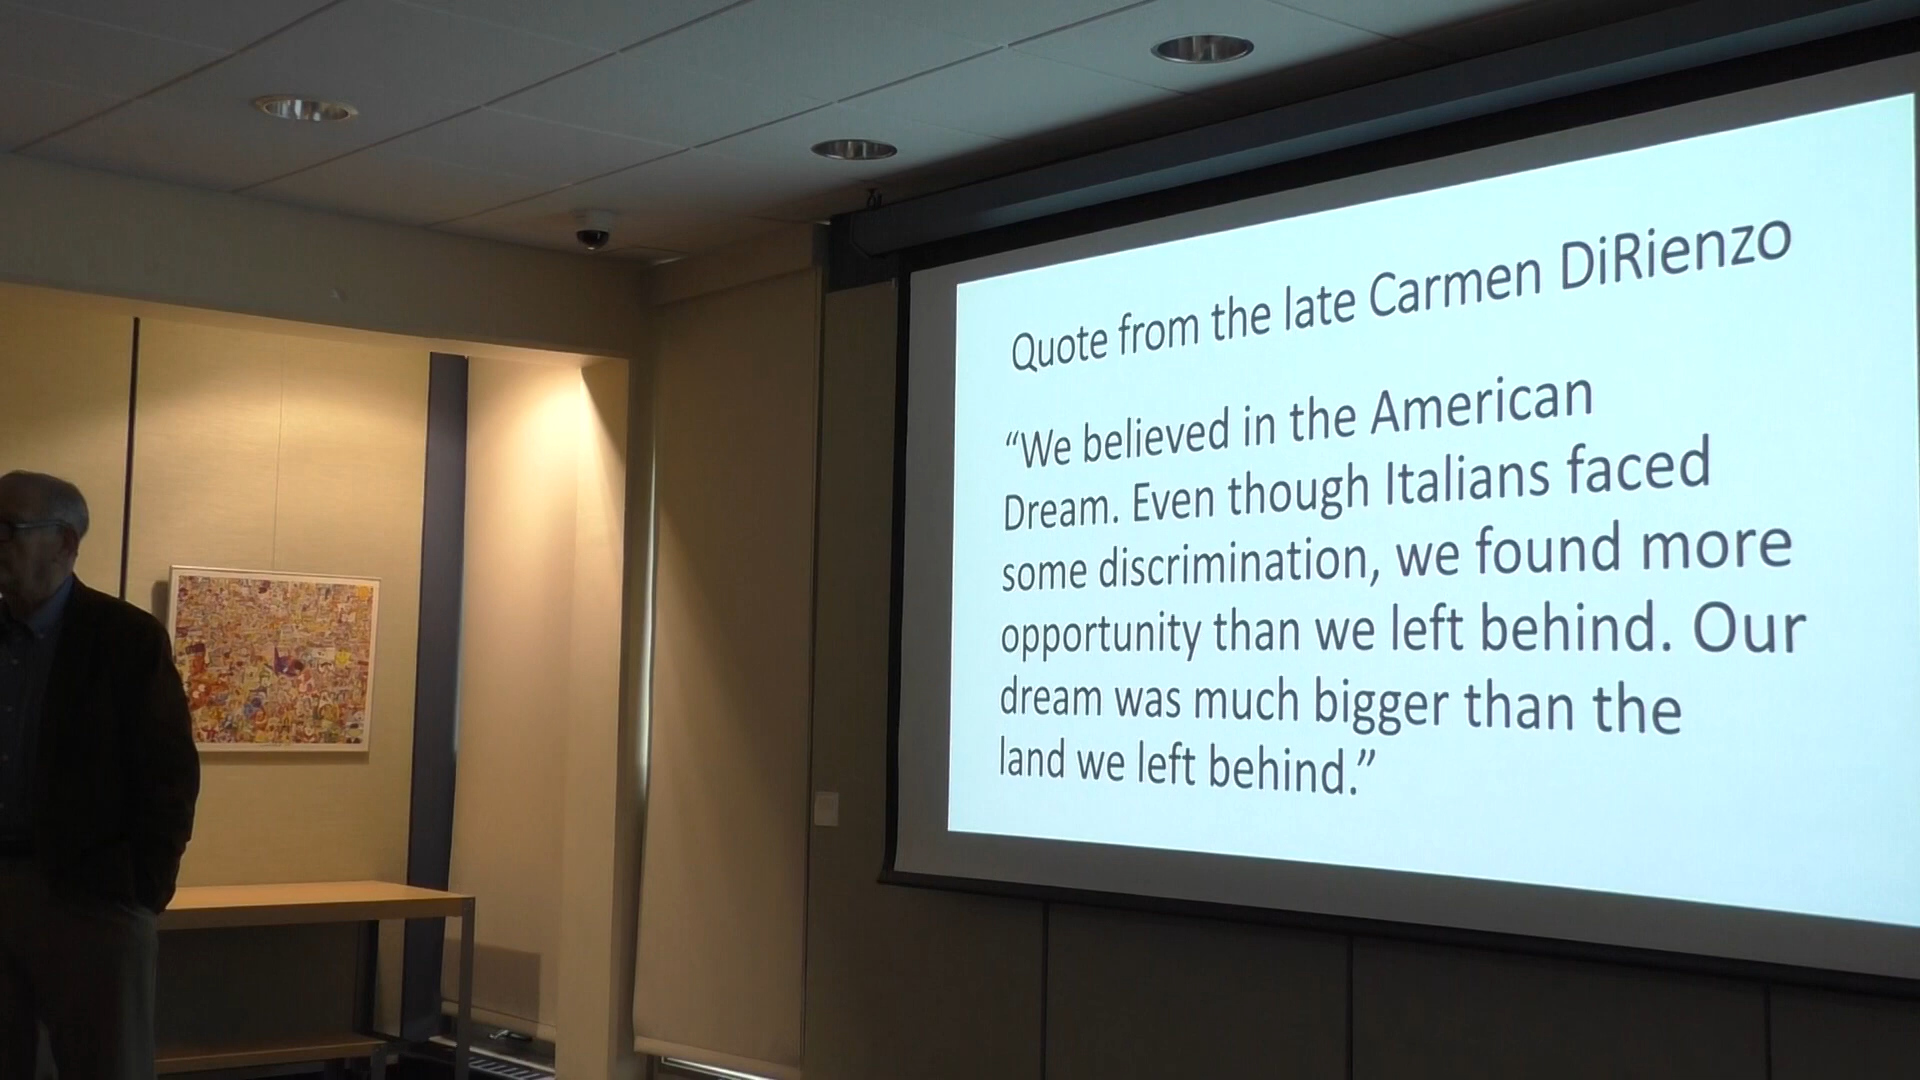 Quote from the late Carmen DiRienzo
“We believed in the American
Dream. Even though Italians faced
some discrimination, we found more
opportunity than we left behind. Our
dream was much bigger than the
land we left behind.”